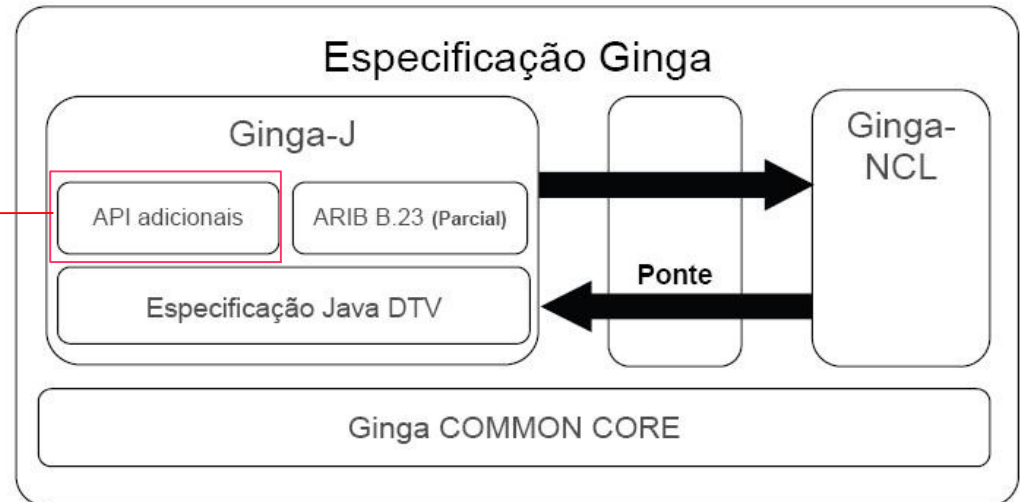 Especificação Ginga
Ginga-J
API adicionais
ARIB B.23 (Parcial)
Especificação Java DTV
Ponte
Ginga-
NCL
Ginga COMMON CORE